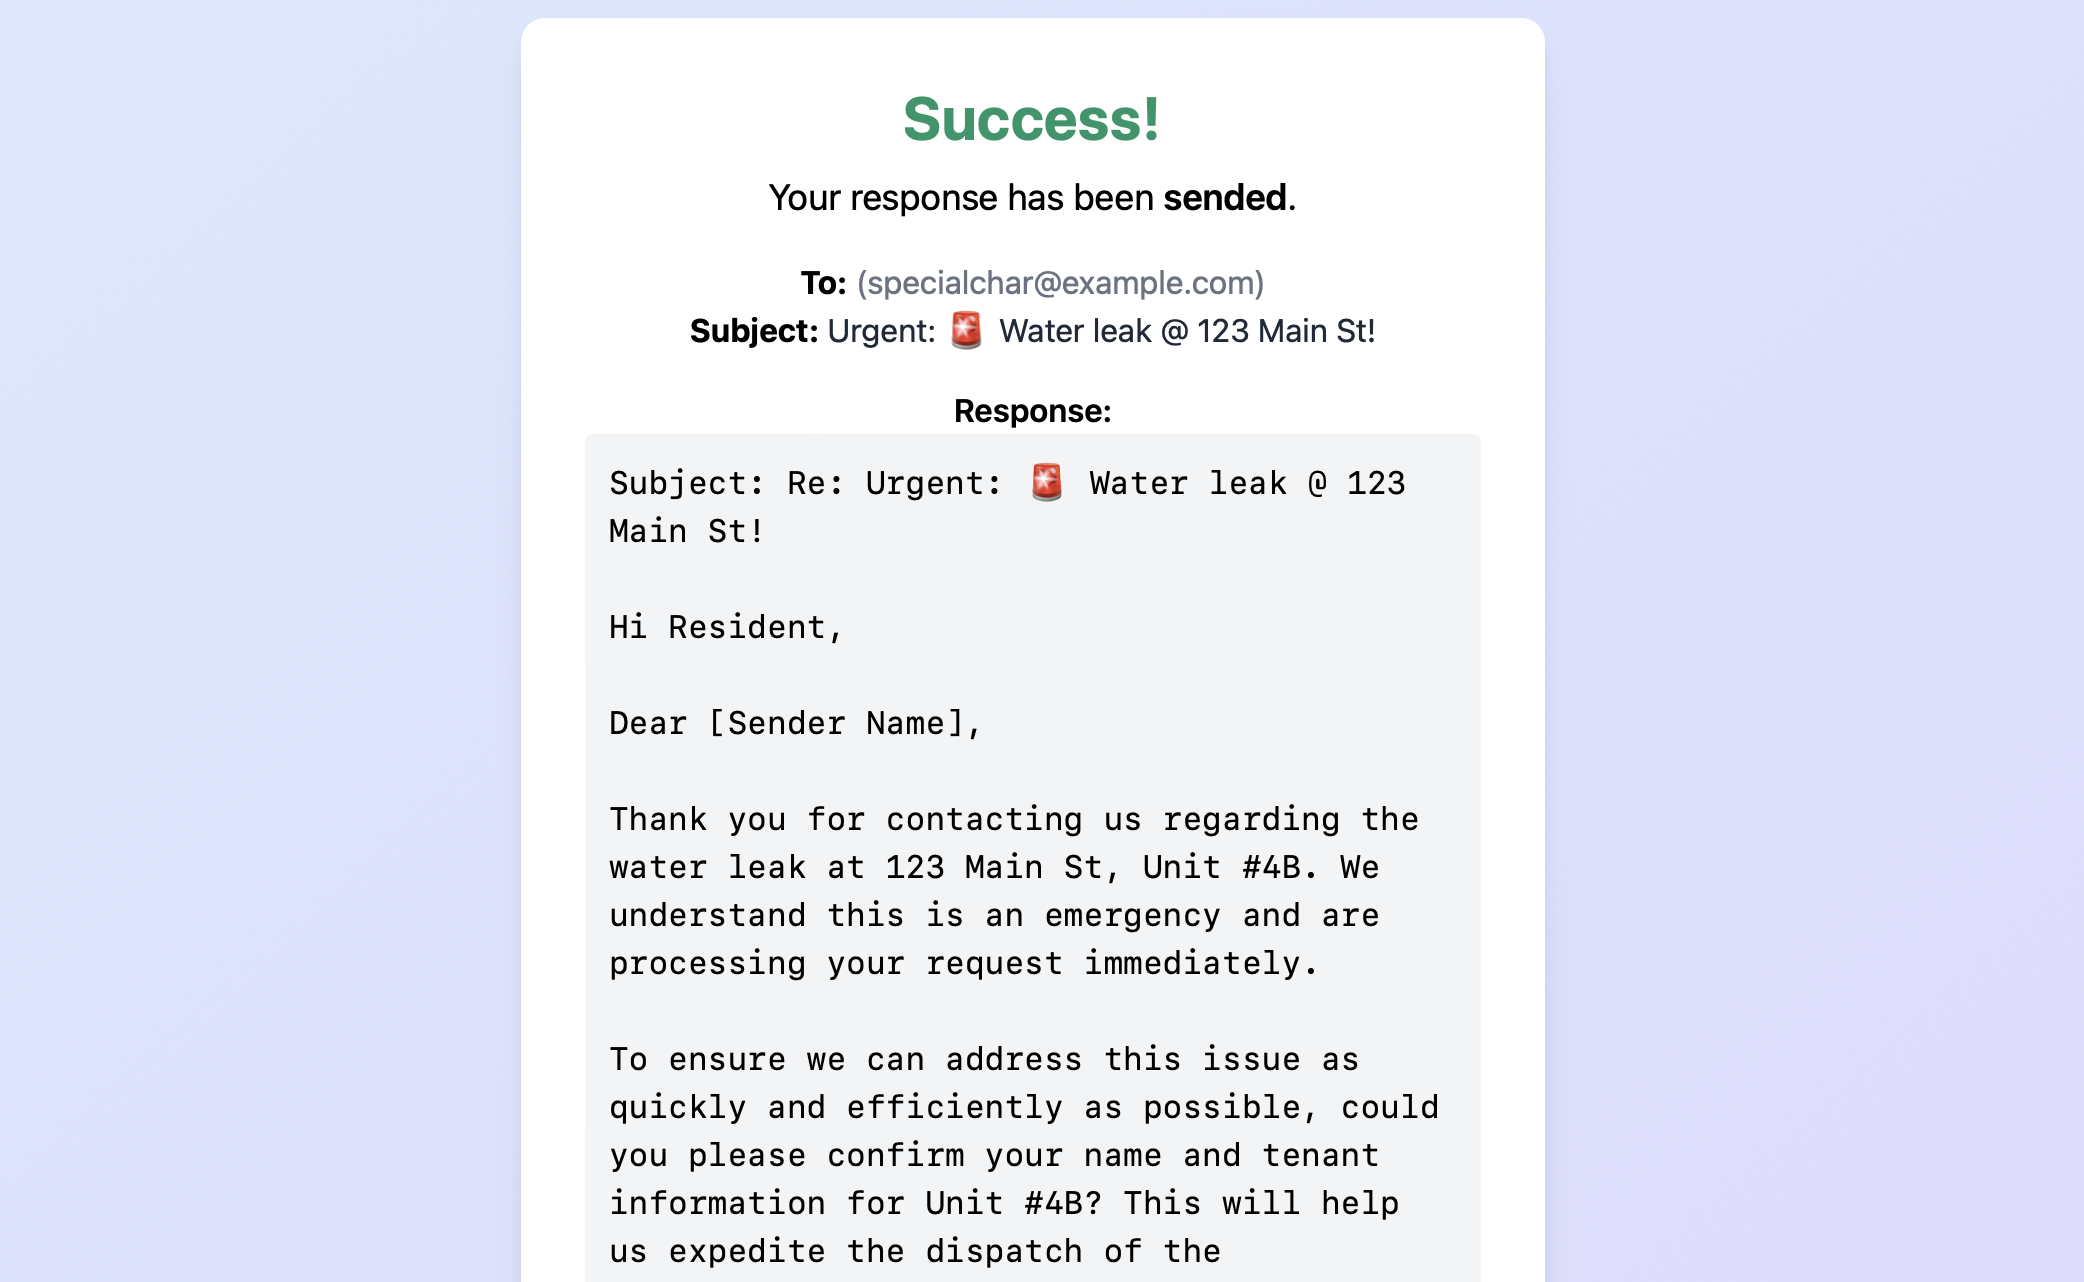 Success!
Your response has been sended.
To: (specialchar@example.com)
Subject: Urgent: 🚨 Water leak @ 123 Main St!
Response:
Subject: Re: Urgent: 🚨 Water leak @ 123
Main St!
Hi Resident,
Dear [Sender Name],
Thank you for contacting us regarding the
water leak at 123 Main St, Unit #4B. We
understand this is an emergency and are
processing your request immediately.
To ensure we can address this issue as
quickly and efficiently as possible, could
you please confirm your name and tenant
information for Unit #4B? This will help
us expedite the dispatch of the